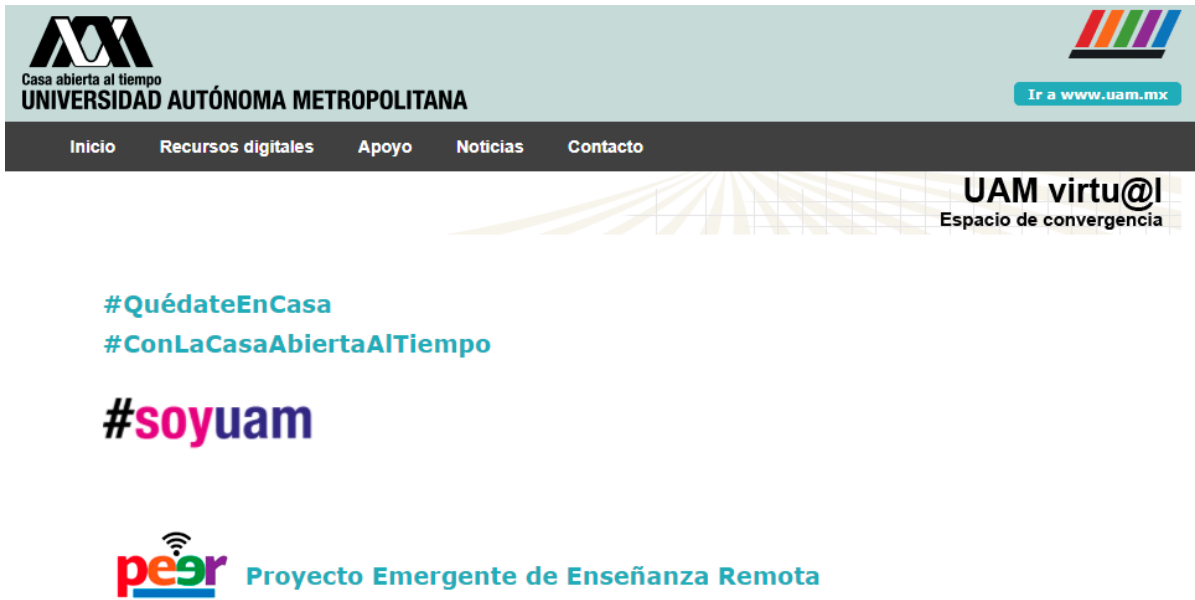 Casa abierta al tiempo
UNIVERSIDAD AUTÓNOMA METROPOLITANA
Ir a www.uam.mx
Inicio Recursos digitales Apoyo Noticias Contacto
UAM virtu@l
Espacio de convergencia
#QuédateEnCasa
#ConLaCasaAbiertaAlTiempo
#soyuam
peer Proyecto Emergente de Enseñanza Remota